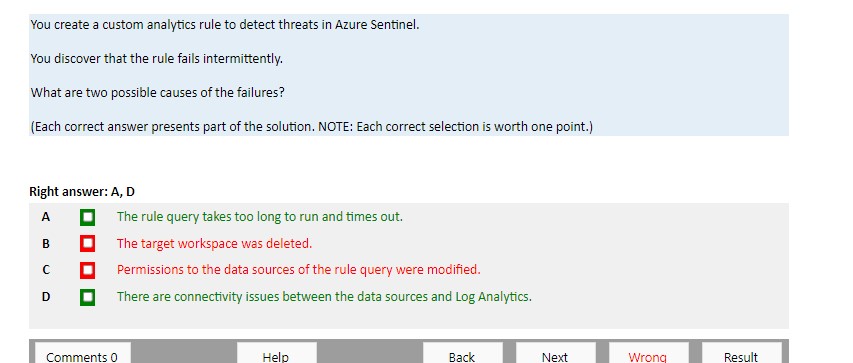 You create a custom analytics rule to detect threats in Azure Sentinel.
You discover that the rule fails intermittently.
What are two possible causes of the failures?
(Each correct answer presents part of the solution. NOTE: Each correct selection is worth one point.)
Right answer: A, D
A The rule query takes too long to run and times out.
B The target workspace was deleted.
C Permissions to the data sources of the rule query were modified.
D There are connectivity issues between the data sources and Log Analytics.
Comments 0 Help Back Next Wrong Result